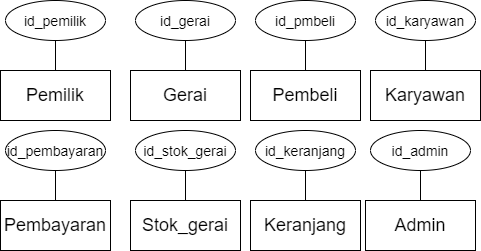 id_pemilik id_gerai id_pmbeli id_karyawan
Pemilik Gerai Pembeli Karyawan
id_pembayaran id_stok_gerai id_keranjang id_admin
Pembayaran Stok_gerai Keranjang Admin